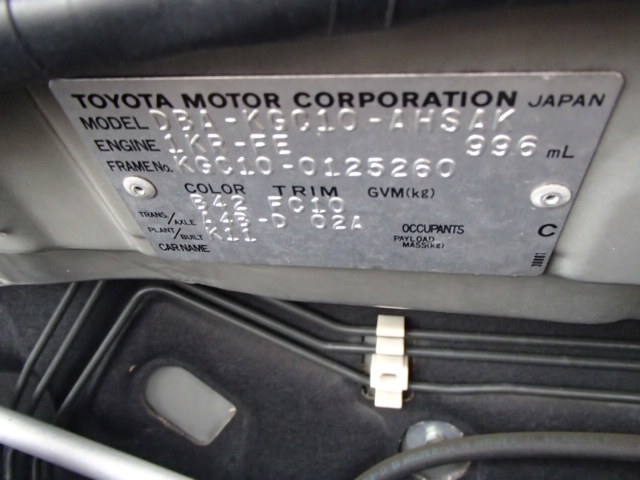 TOYOTA MOTOR CORPORATION JAPAN
MODEL DBA-KGC10-AHSAK
ENGINE 1KR-FE 996 mL
FRAME No. KGC10-0125260
COLOR TRIM GVM(kg)
B42 FC10
TRANS/AXLE A4B-D 02A OCCUPANTS C
PLANT/BUILT K11 PAYLOAD MASS(kg)
CAR NAME